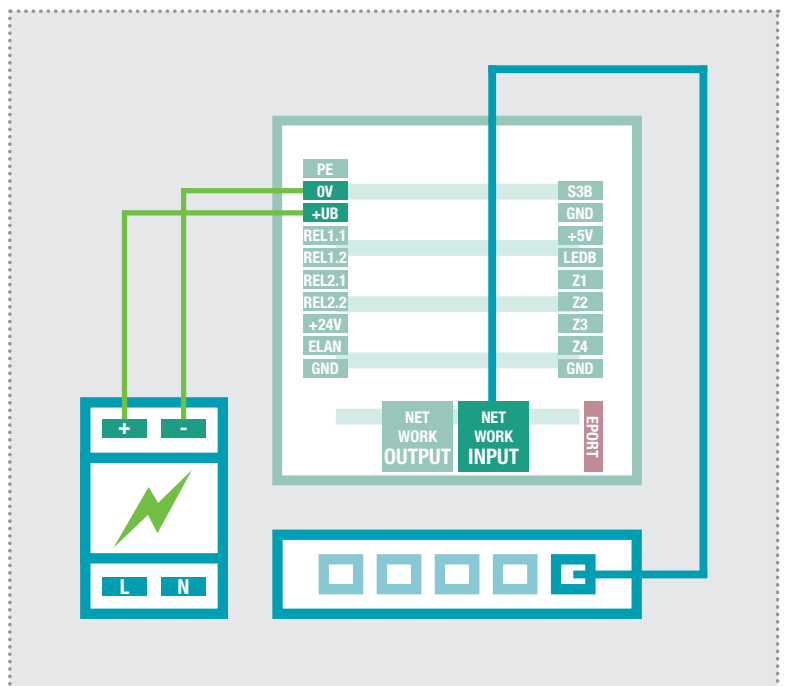 PE
0V
+UB
REL1.1
REL1.2
REL2.1
REL2.2
+24V
ELAN
GND
S3B
GND
+5V
LEDB
Z1
Z2
Z3
Z4
GND
NET
WORK
OUTPUT
NET
WORK
INPUT
EPORT
+ -
L N